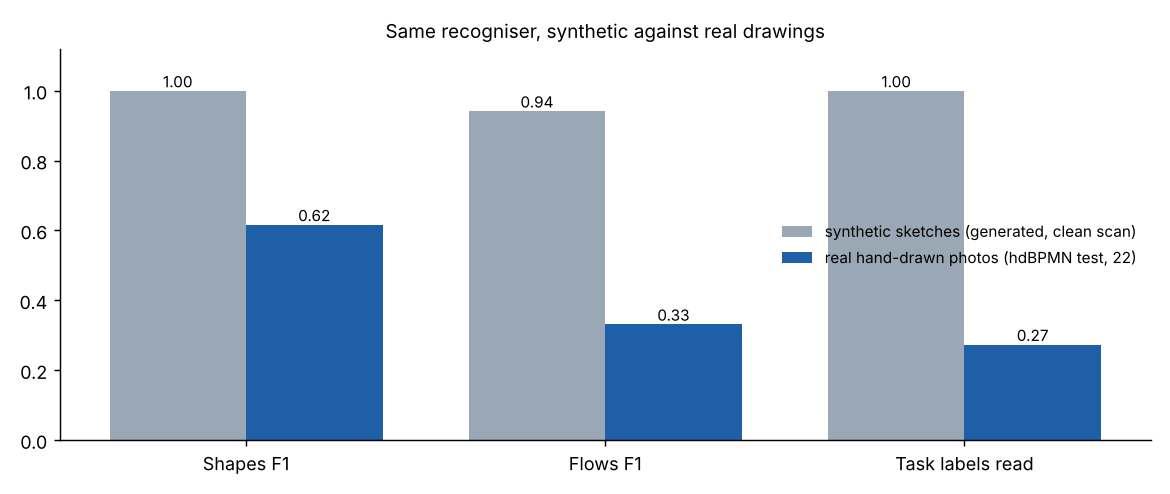 Same recogniser, synthetic against real drawings
1.00
0.94
1.00
0.62
0.33
0.27
1.0
0.8
0.6
0.4
0.2
0.0
synthetic sketches (generated, clean scan)
real hand-drawn photos (hdBPMN test, 22)
Shapes F1
Flows F1
Task labels read